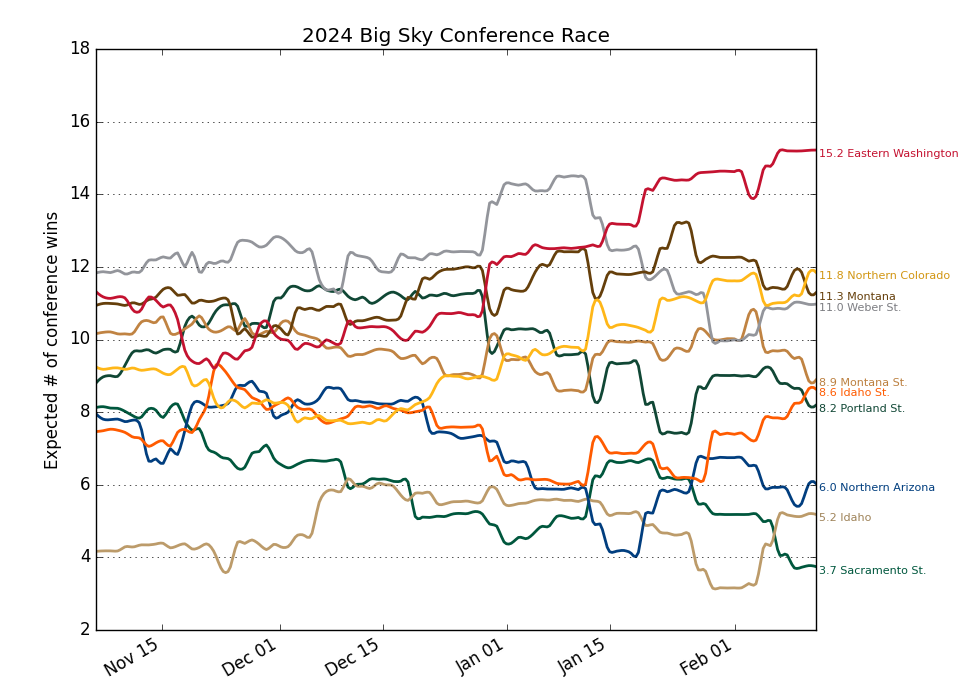 2024 Big Sky Conference Race
Expected # of conference wins
18
16
14
12
10
8
6
4
2
Nov 15
Dec 01
Dec 15
Jan 01
Jan 15
Feb 01
15.2 Eastern Washington
11.8 Northern Colorado
11.3 Montana
11.0 Weber St.
8.9 Montana St.
8.6 Idaho St.
8.2 Portland St.
6.0 Northern Arizona
5.2 Idaho
3.7 Sacramento St.